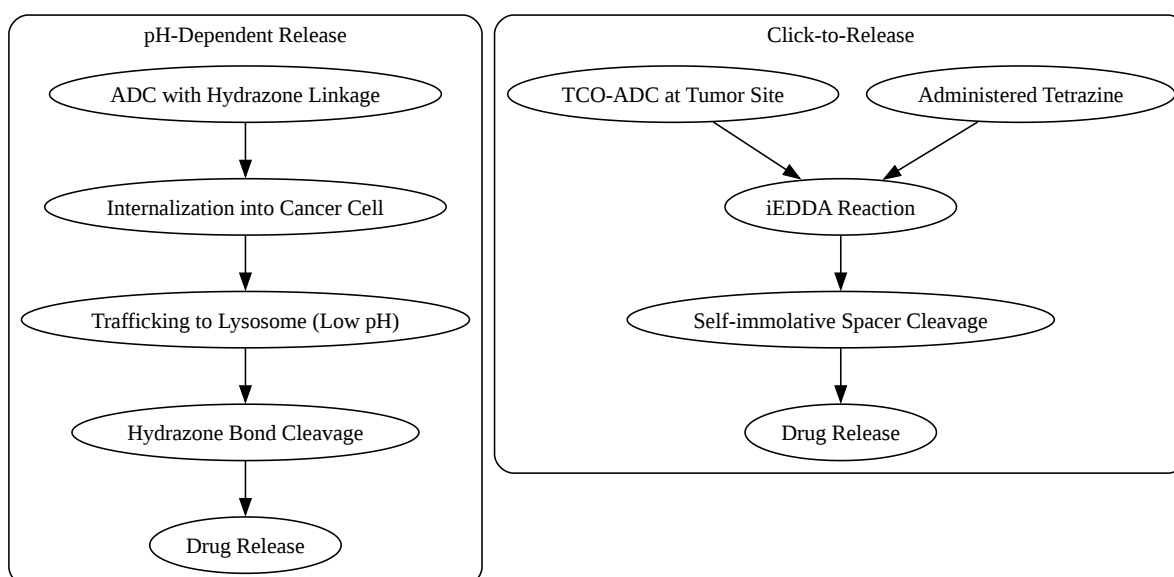 pH-Dependent Release
ADC with Hydrazone Linkage
Internalization into Cancer Cell
Trafficking to Lysosome (Low pH)
Hydrazone Bond Cleavage
Drug Release
Click-to-Release
TCO-ADC at Tumor Site
Administered Tetrazine
iEDDA Reaction
Self-immolative Spacer Cleavage
Drug Release